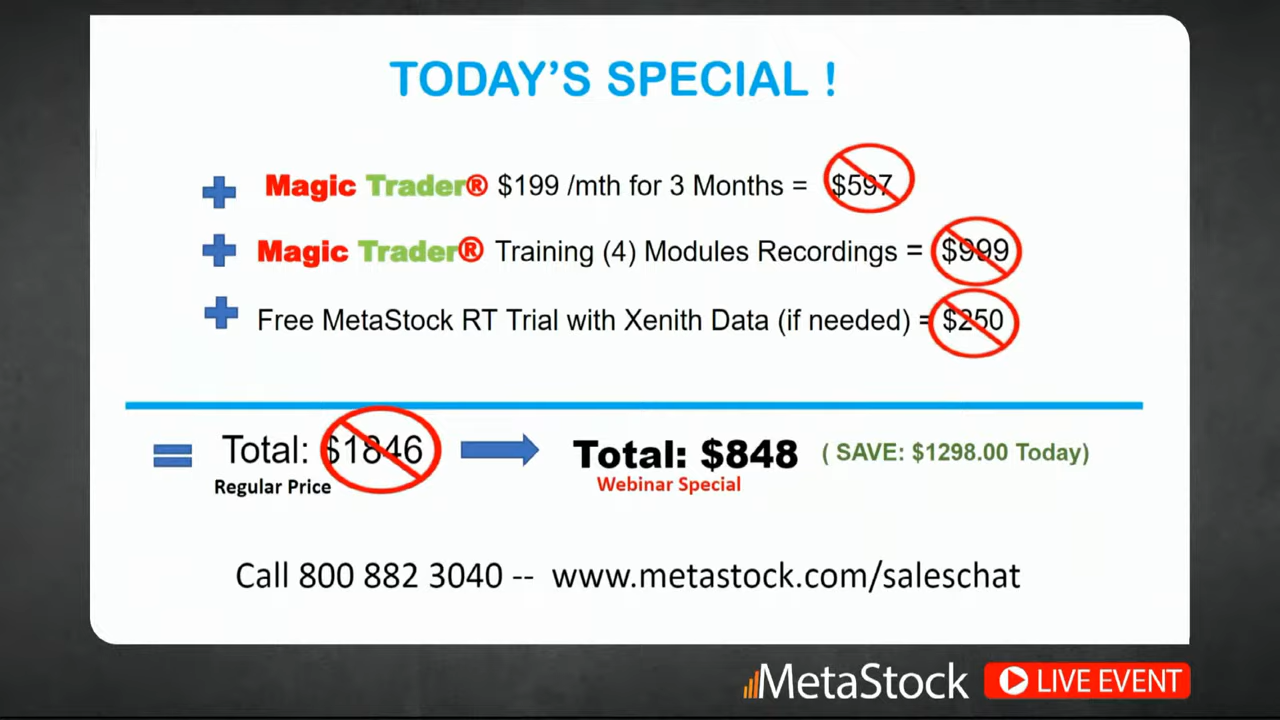 TODAY'S SPECIAL !
Magic Trader® $199 /mth for 3 Months = $597
Magic Trader® Training (4) Modules Recordings = $999
Free MetaStock RT Trial with Xenith Data (if needed) = $250
Total: $1846 Total: $848 ( SAVE: $1298.00 Today)
Regular Price Webinar Special
Call 800 882 3040 -- www.metastock.com/saleschat
MetaStock LIVE EVENT